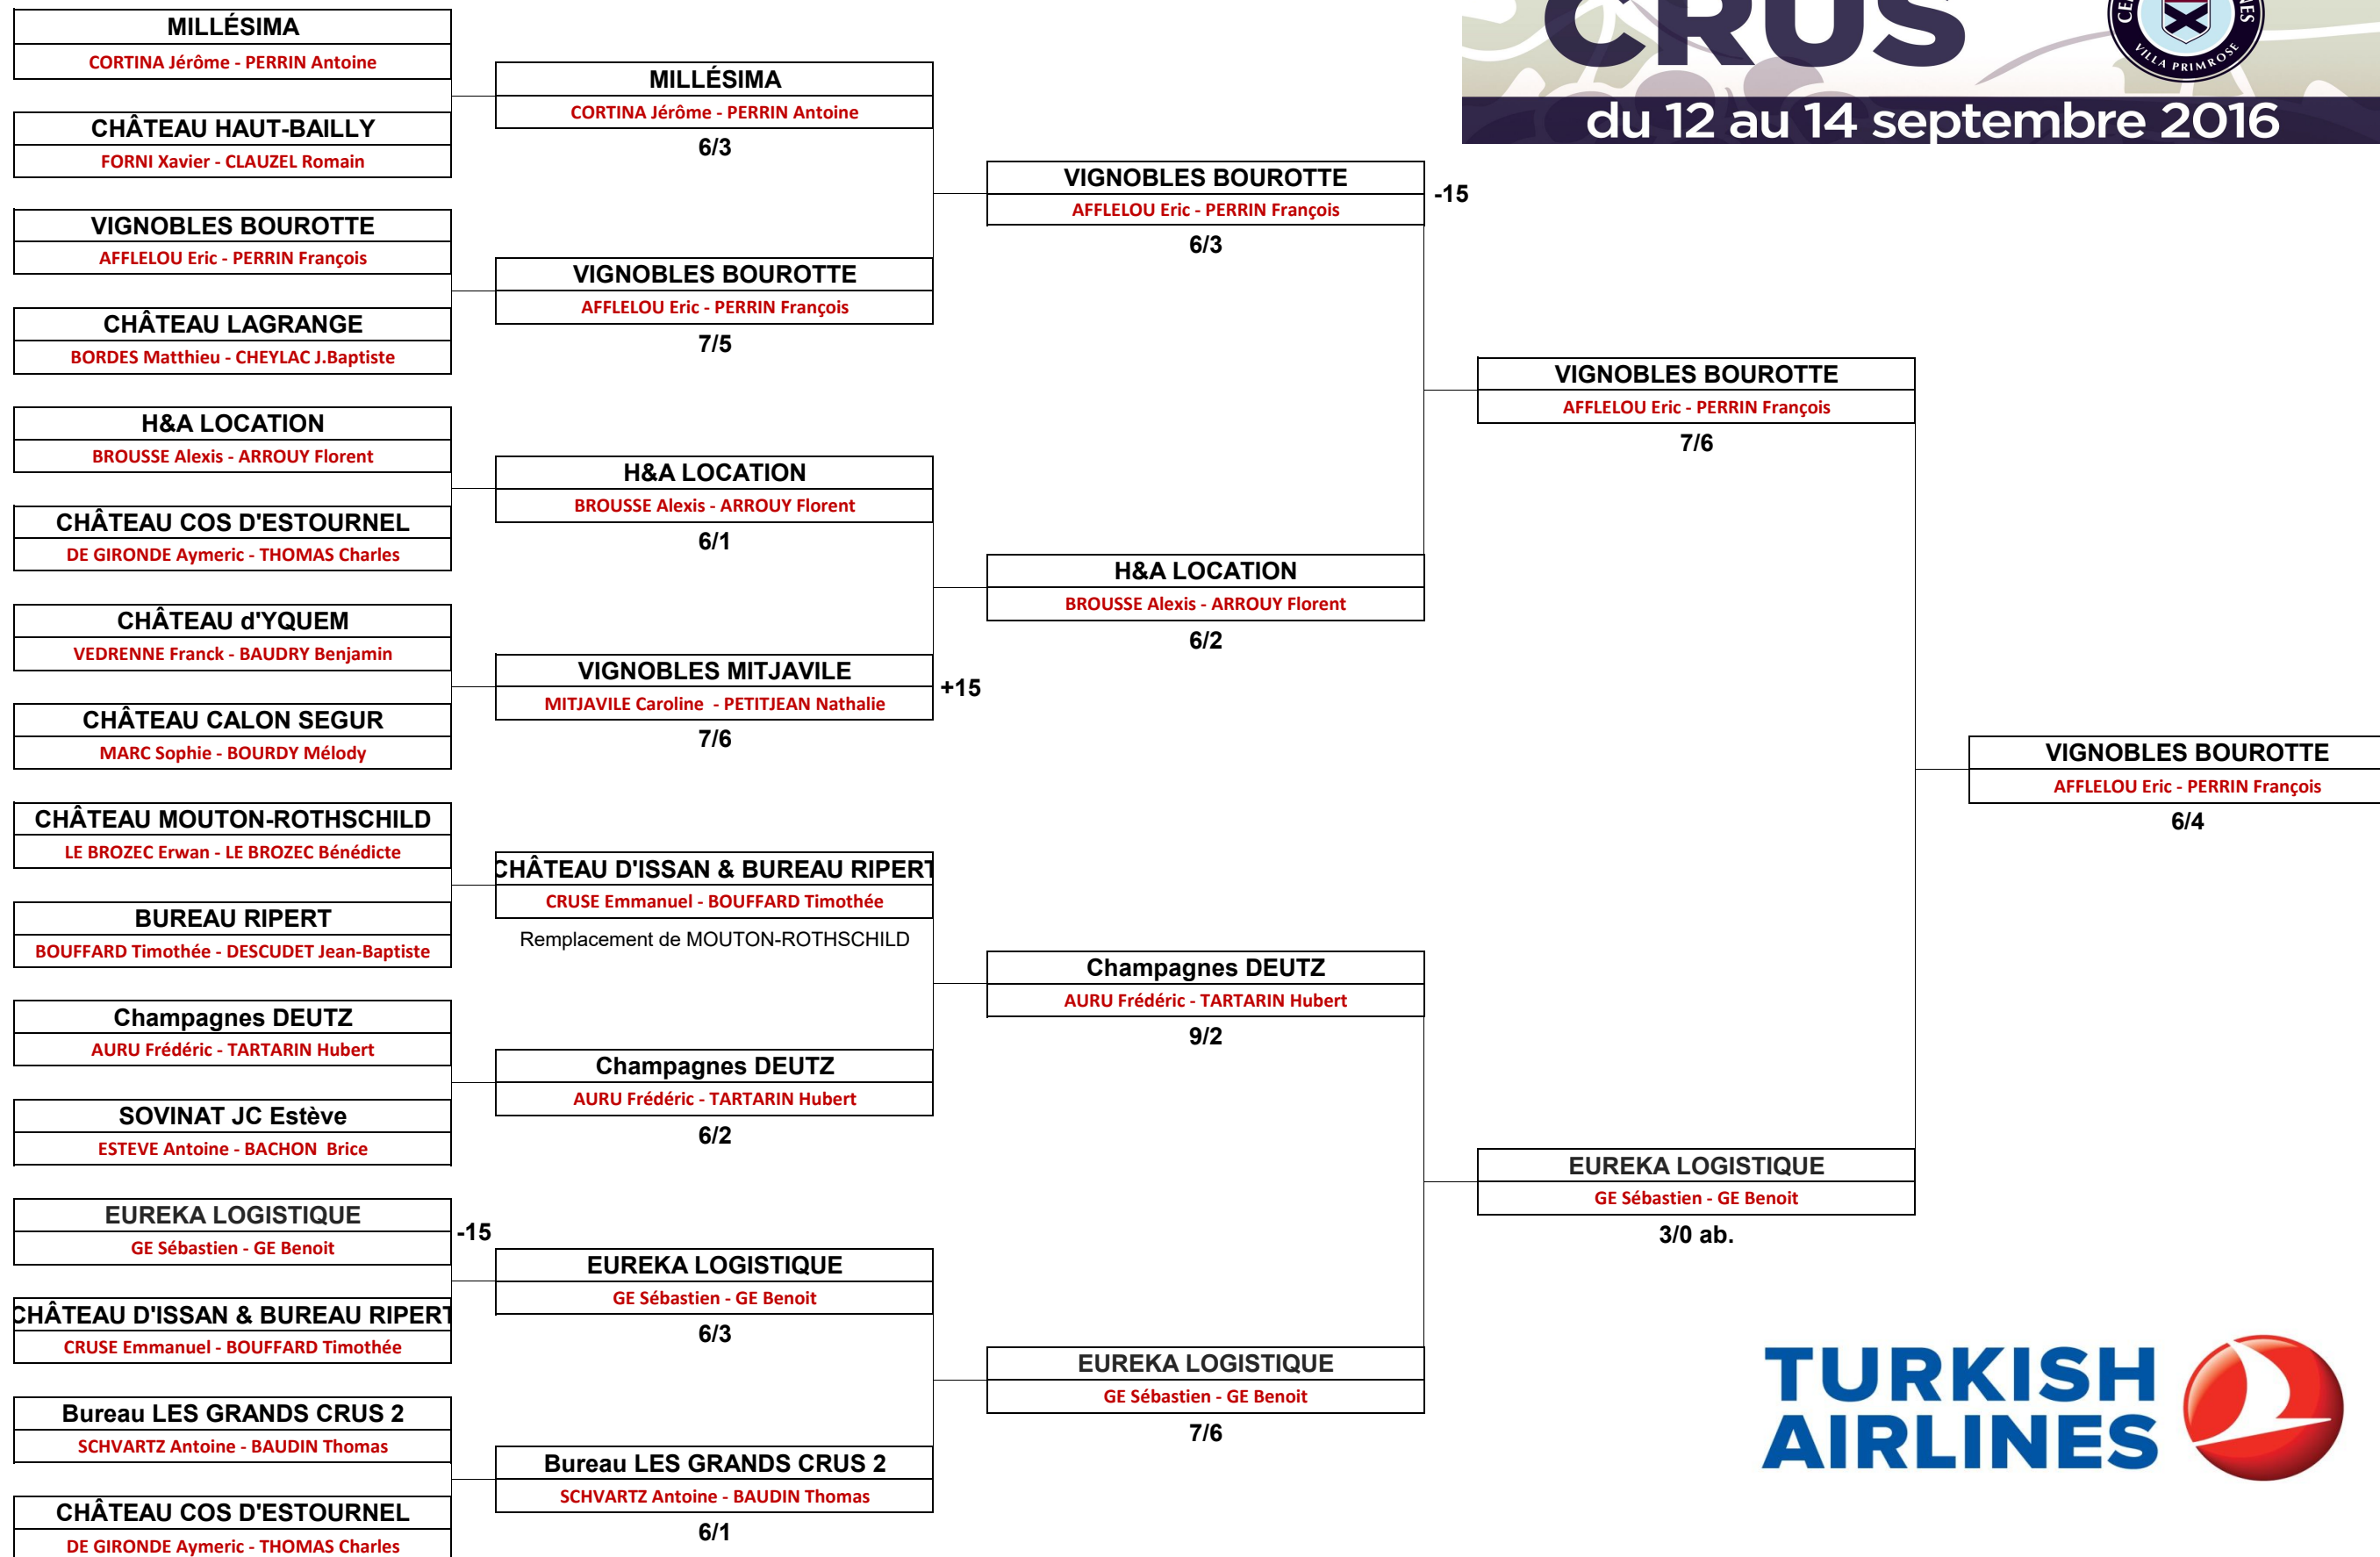 CRUS
VILLA PRIMROSE
du 12 au 14 septembre 2016
MILLÉSIMA
CORTINA Jérôme - PERRIN Antoine
CHÂTEAU HAUT-BAILLY
FORNI Xavier - CLAUZEL Romain
VIGNOBLES BOUROTTE
AFFLELOU Eric - PERRIN François
CHÂTEAU LAGRANGE
BORDES Matthieu - CHEYLAC J.Baptiste
H&A LOCATION
BROUSSE Alexis - ARROUY Florent
CHÂTEAU COS D'ESTOURNEL
DE GIRONDE Aymeric - THOMAS Charles
CHÂTEAU d'YQUEM
VEDRENNE Franck - BAUDRY Benjamin
CHÂTEAU CALON SEGUR
MARC Sophie - BOURDY Mélody
CHÂTEAU MOUTON-ROTHSCHILD
LE BROZEC Erwan - LE BROZEC Bénédicte
BUREAU RIPERT
BOUFFARD Timothée - DESCUDET Jean-Baptiste
Champagnes DEUTZ
AURU Frédéric - TARTARIN Hubert
SOVINAT JC Estève
ESTEVE Antoine - BACHON  Brice
EUREKA LOGISTIQUE
GE Sébastien - GE Benoit
-15
CHÂTEAU D'ISSAN & BUREAU RIPERT
CRUSE Emmanuel - BOUFFARD Timothée
Bureau LES GRANDS CRUS 2
SCHVARTZ Antoine - BAUDIN Thomas
CHÂTEAU COS D'ESTOURNEL
DE GIRONDE Aymeric - THOMAS Charles
MILLÉSIMA
CORTINA Jérôme - PERRIN Antoine
6/3
VIGNOBLES BOUROTTE
AFFLELOU Eric - PERRIN François
7/5
H&A LOCATION
BROUSSE Alexis - ARROUY Florent
6/1
VIGNOBLES MITJAVILE
MITJAVILE Caroline  - PETITJEAN Nathalie
+15
7/6
CHÂTEAU D'ISSAN & BUREAU RIPERT
CRUSE Emmanuel - BOUFFARD Timothée
Remplacement de MOUTON-ROTHSCHILD
Champagnes DEUTZ
AURU Frédéric - TARTARIN Hubert
6/2
EUREKA LOGISTIQUE
GE Sébastien - GE Benoit
6/3
Bureau LES GRANDS CRUS 2
SCHVARTZ Antoine - BAUDIN Thomas
6/1
VIGNOBLES BOUROTTE
AFFLELOU Eric - PERRIN François
-15
6/3
H&A LOCATION
BROUSSE Alexis - ARROUY Florent
6/2
Champagnes DEUTZ
AURU Frédéric - TARTARIN Hubert
9/2
EUREKA LOGISTIQUE
GE Sébastien - GE Benoit
7/6
VIGNOBLES BOUROTTE
AFFLELOU Eric - PERRIN François
7/6
EUREKA LOGISTIQUE
GE Sébastien - GE Benoit
3/0 ab.
VIGNOBLES BOUROTTE
AFFLELOU Eric - PERRIN François
6/4
TURKISH
AIRLINES